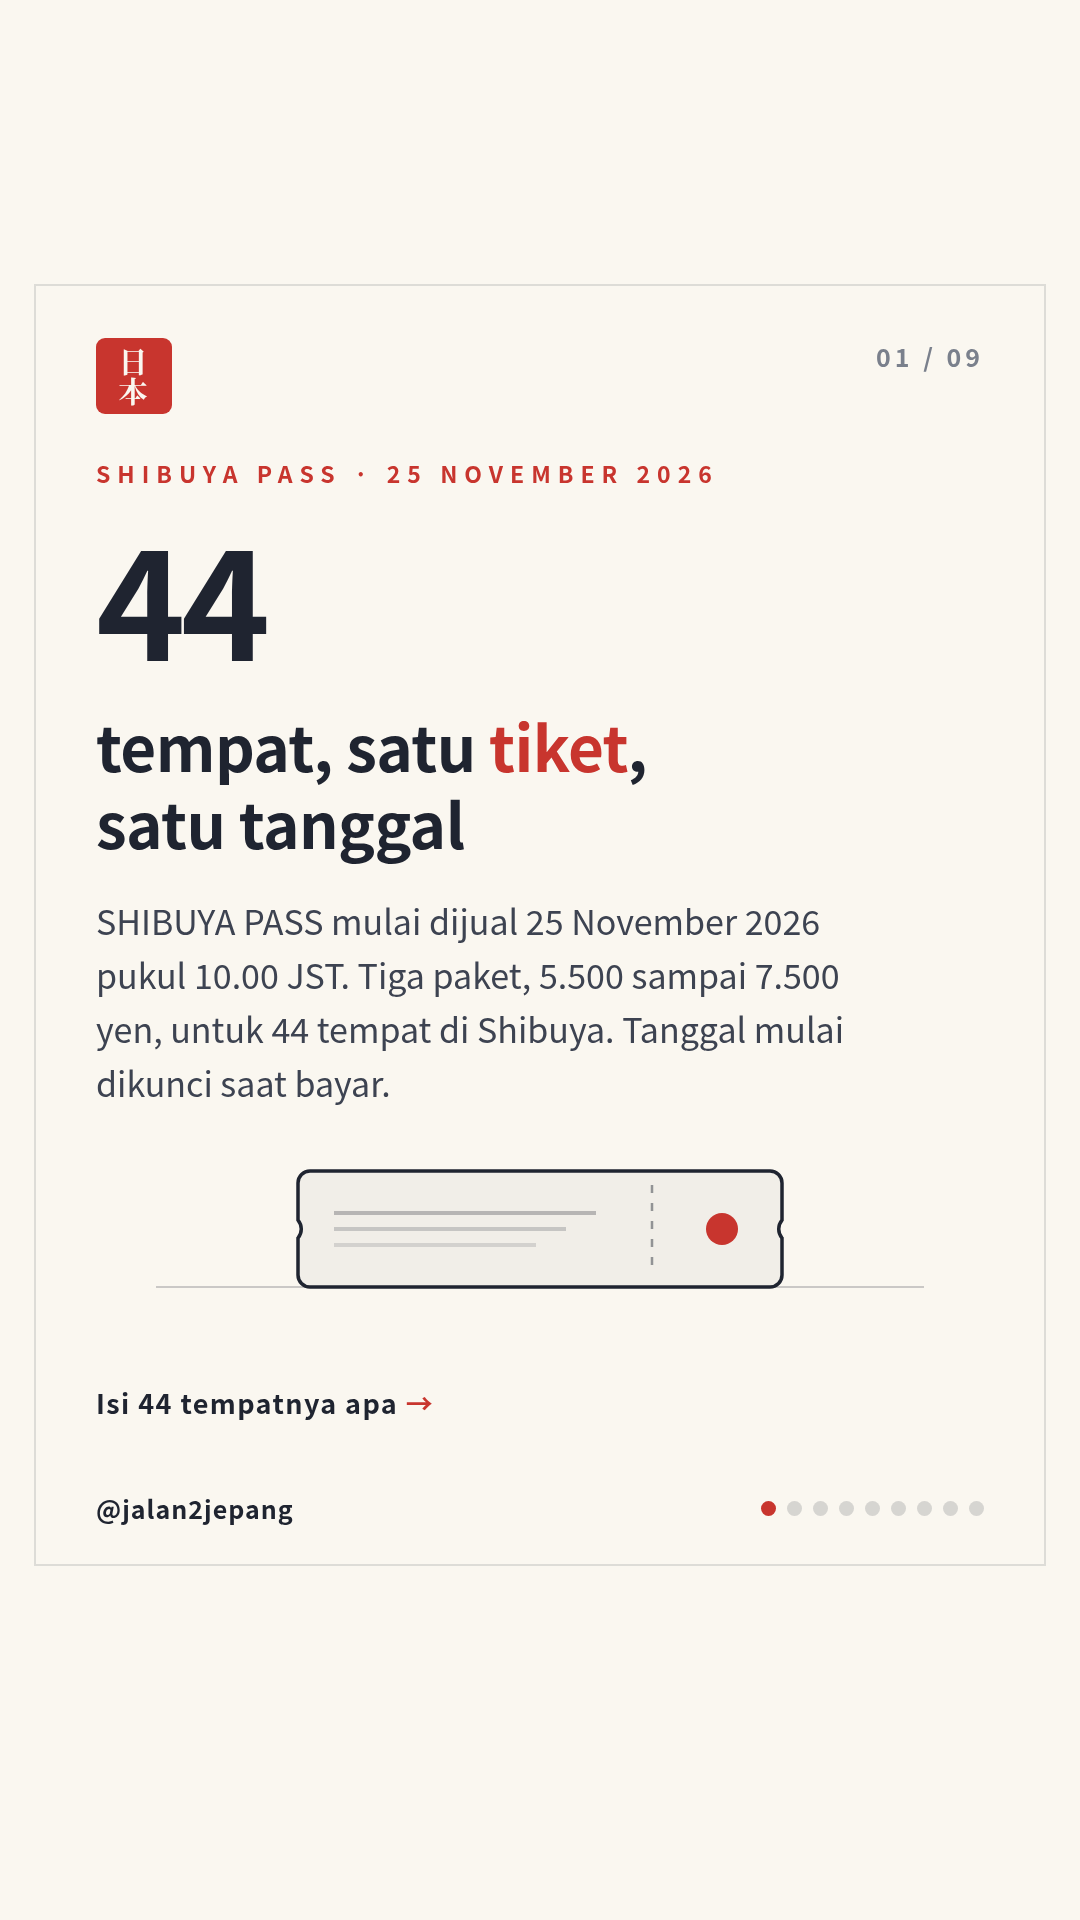 日本
01 / 09
SHIBUYA PASS · 25 NOVEMBER 2026
44
tempat, satu tiket,
satu tanggal
SHIBUYA PASS mulai dijual 25 November 2026
pukul 10.00 JST. Tiga paket, 5.500 sampai 7.500
yen, untuk 44 tempat di Shibuya. Tanggal mulai
dikunci saat bayar.
Isi 44 tempatnya apa →
@jalan2jepang